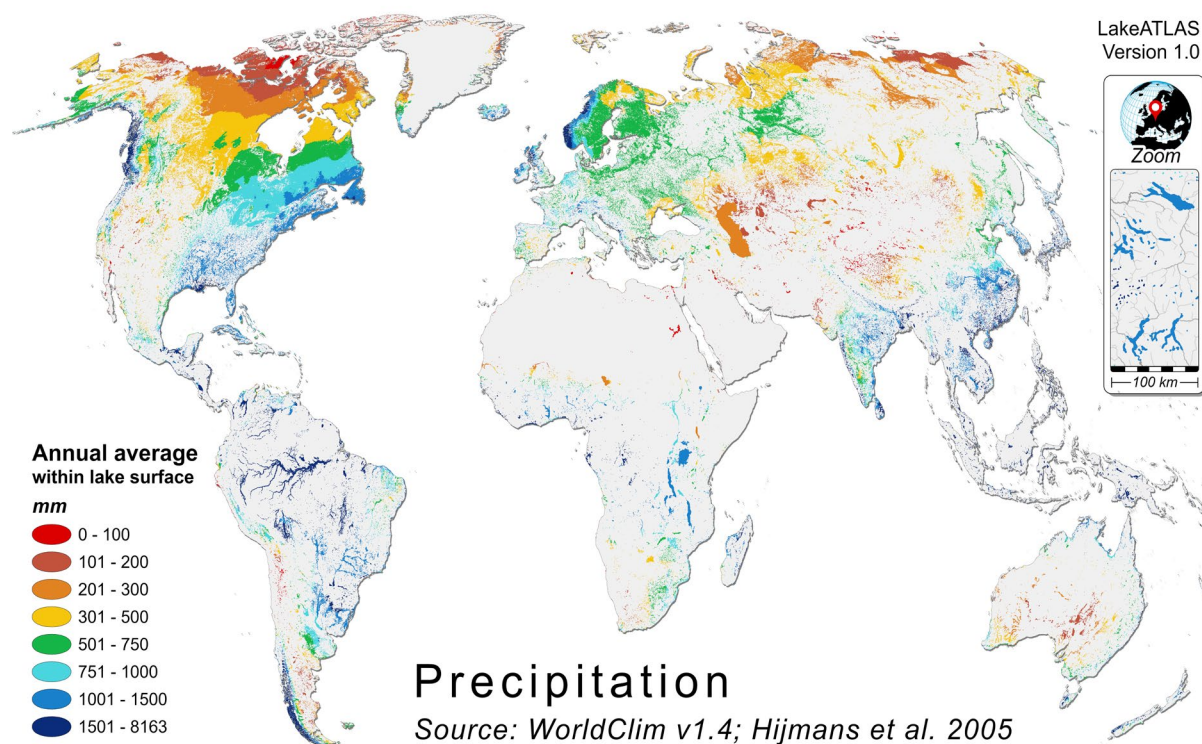 LakeATLAS
Version 1.0
Zoom
100 km
Annual average
within lake surface
mm
0 - 100
101 - 200
201 - 300
301 - 500
501 - 750
751 - 1000
1001 - 1500
1501 - 8163
Precipitation
Source: WorldClim v1.4; Hijmans et al. 2005